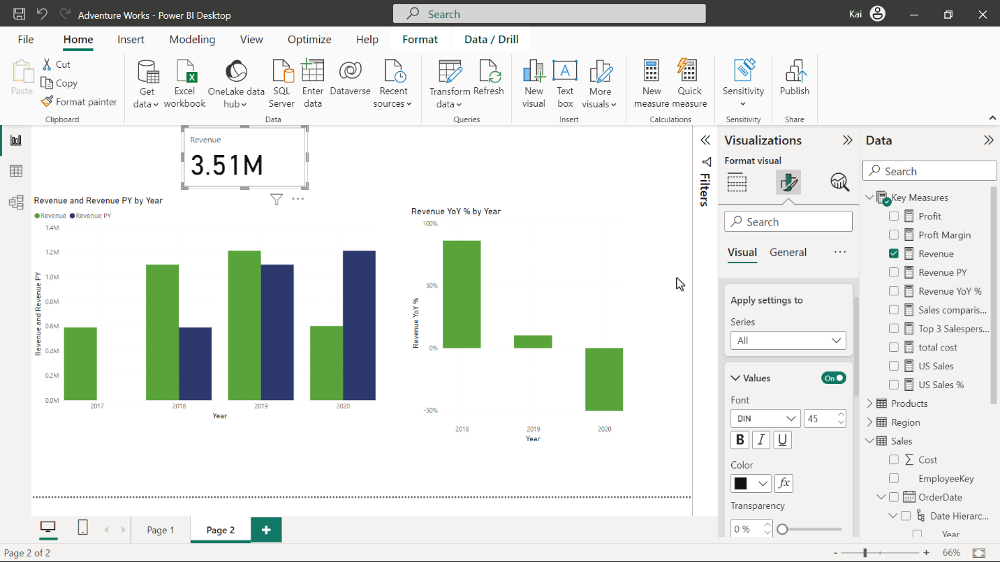 Adventure Works - Power BI Desktop
Search
Kai
File Home Insert Modeling View Optimize Help Format Data / Drill
Paste
Cut
Copy
Format painter
Clipboard
Get data
Excel workbook
OneLake data hub
SQL Server
Enter data
Dataverse
Recent sources
Data
Transform data
Refresh
Queries
New visual
Text box
More visuals
Insert
New measure
Quick measure
Calculations
Sensitivity
Sensitivity
Publish
Share
Revenue
3.51M
Revenue and Revenue PY by Year
Revenue Revenue PY
Revenue and Revenue PY
1.4M
1.2M
1.0M
0.8M
0.6M
0.4M
0.2M
0.0M
2017 2018 2019 2020
Year
Revenue YoY % by Year
Revenue YoY %
100%
50%
0%
-50%
2018 2019 2020
Year
Filters
Visualizations
Format visual
Search
Visual General
Apply settings to
Series
All
Values On
Font
DIN 45
B I U
Color
fx
Transparency
0 %
Data
Search
Key Measures
Profit
Proft Margin
Revenue
Revenue PY
Revenue YoY %
Sales comparis...
Top 3 Salespers...
total cost
US Sales
US Sales %
Products
Region
Sales
Cost
EmployeeKey
OrderDate
Date Hierarc...
Year
Page 1 Page 2
Page 2 of 2
- + 66%